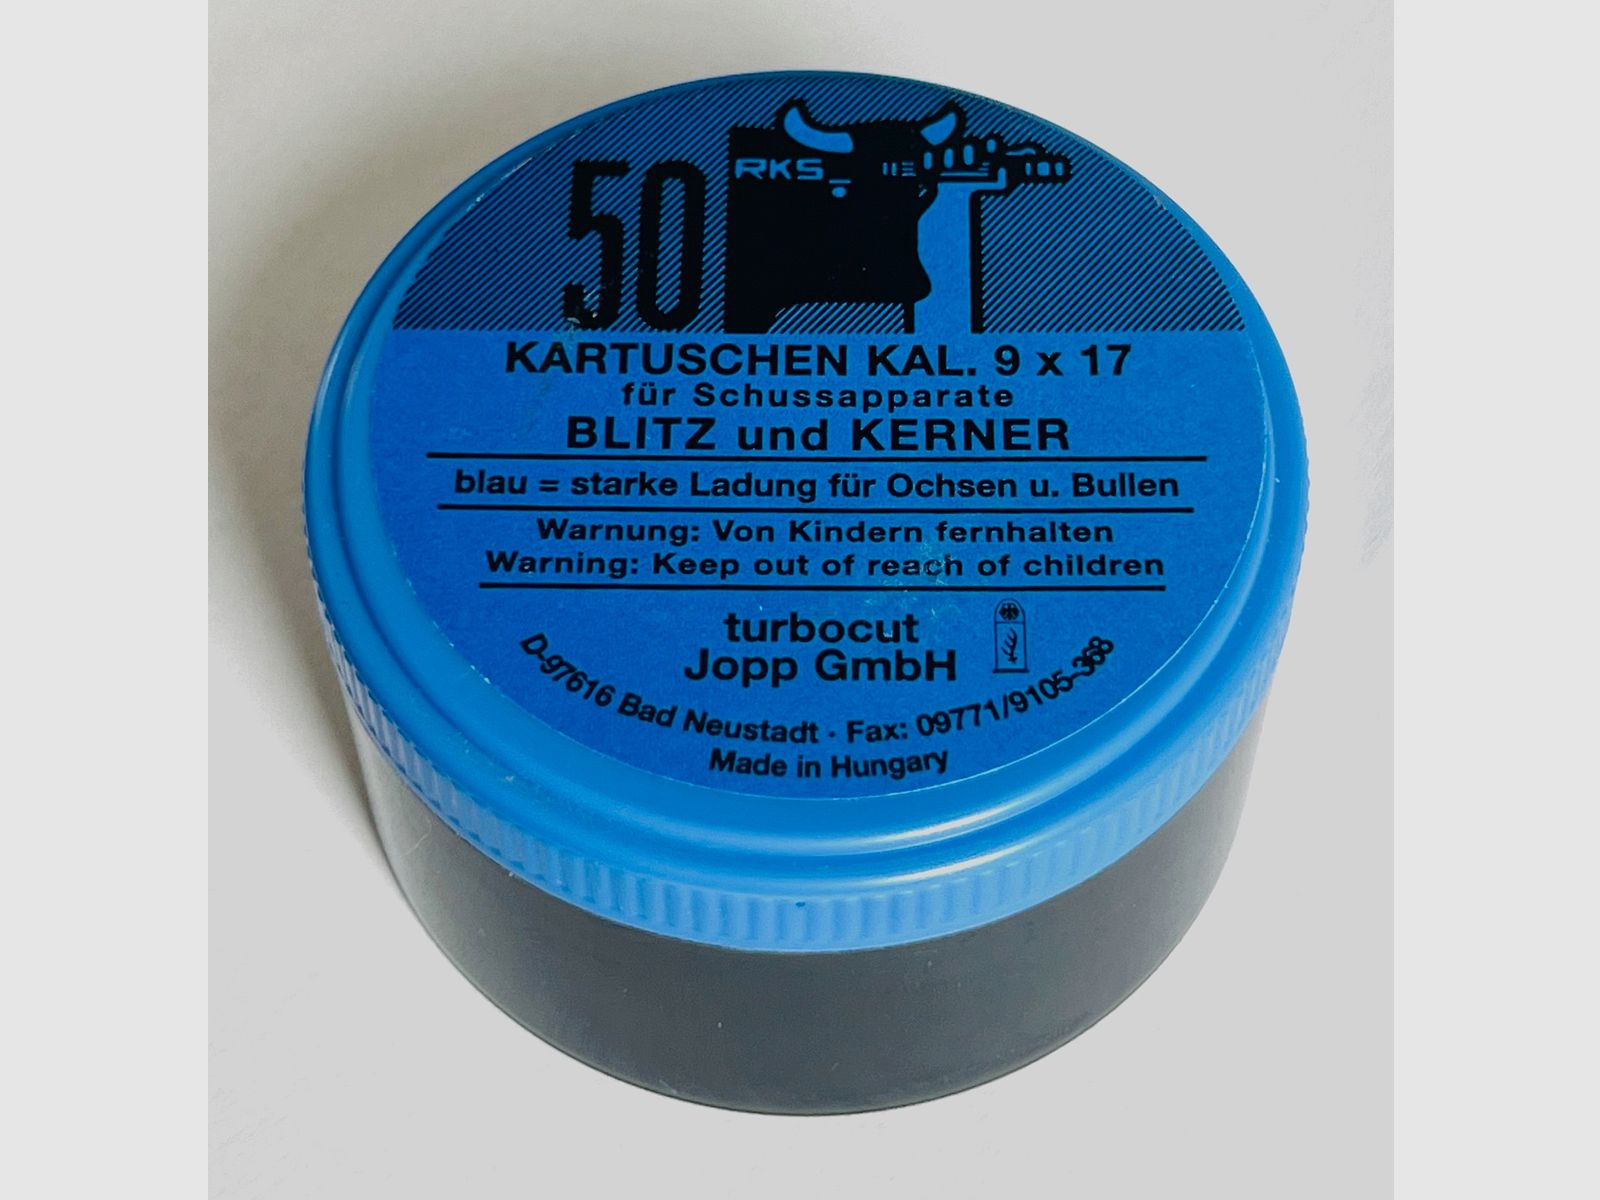 50
RKS
KARTUSCHEN KAL. 9 x 17
für Schussapparate
BLITZ und KERNER
blau = starke Ladung für Ochsen u. Bullen
Warnung: Von Kindern fernhalten
Warning: Keep out of reach of children
turbocut
Jopp GmbH
D-97616 Bad Neustadt · Fax: 09771/9105-368
Made in Hungary